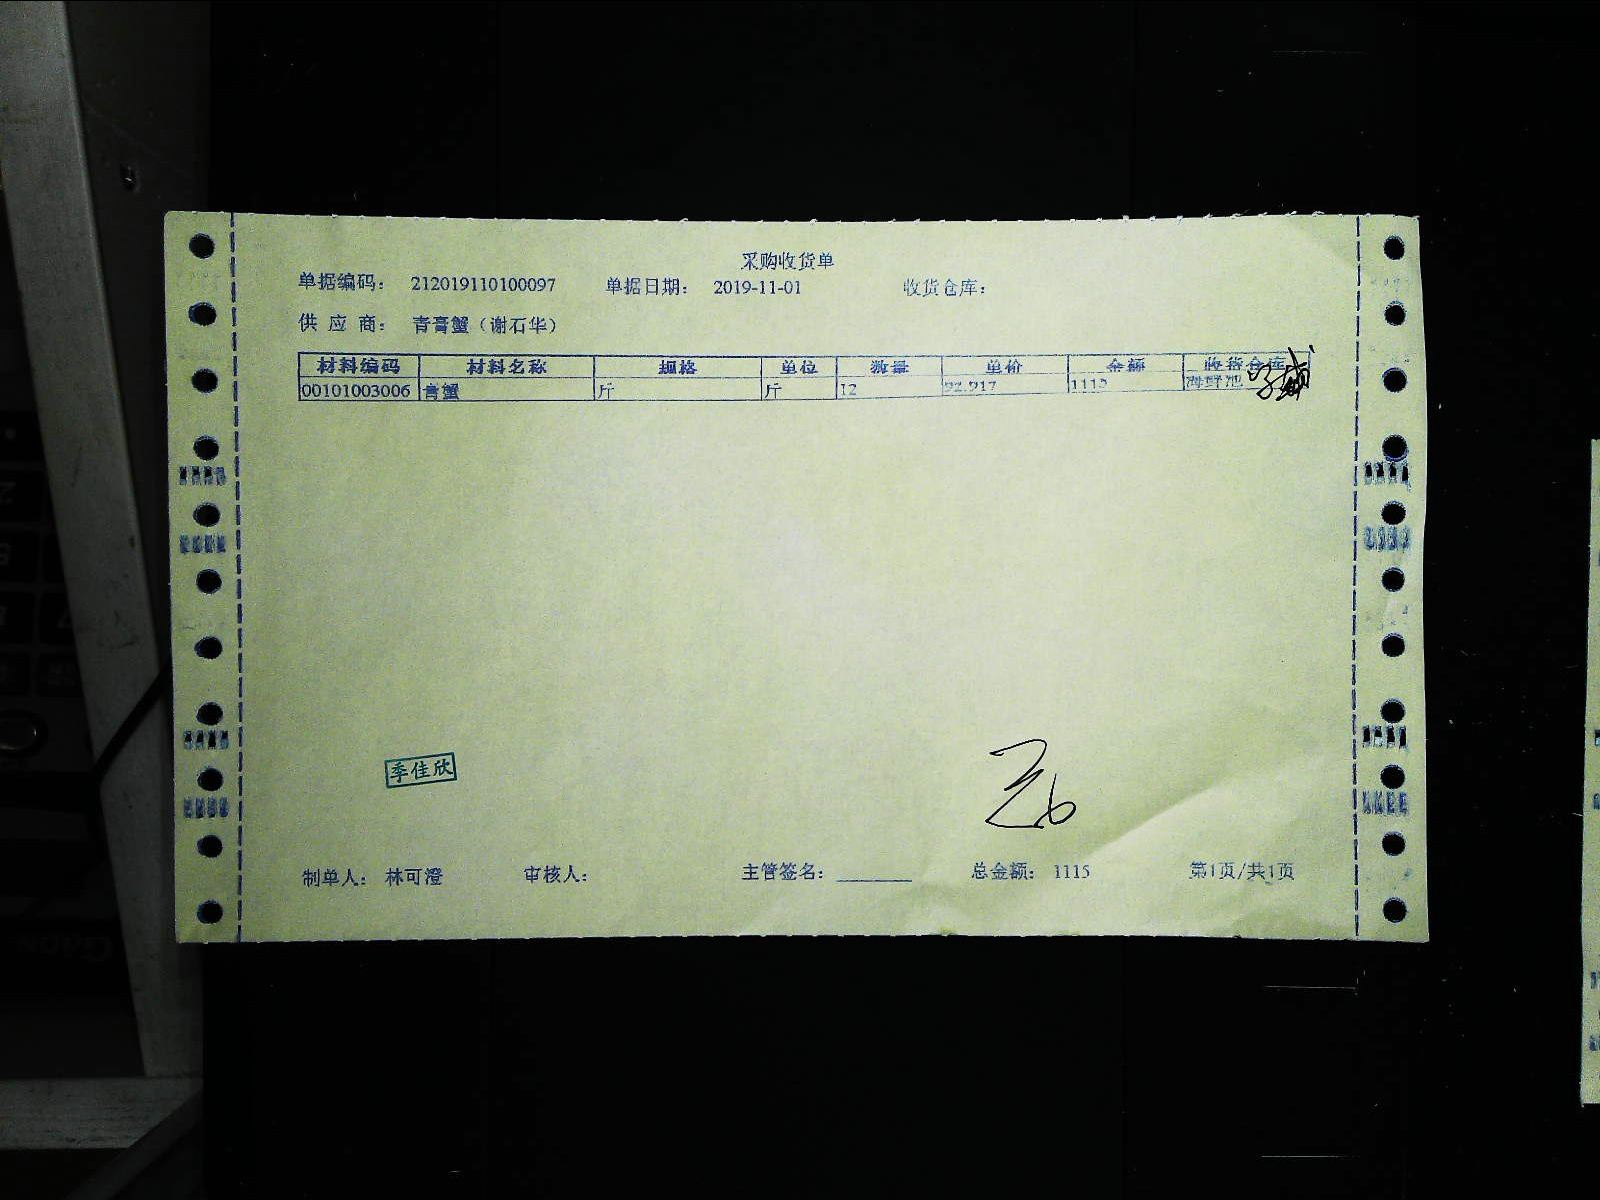 采购收货单
单据编码： 212019110100097 单据日期： 2019-11-01 收货仓库：
供 应 商： 青膏蟹（谢石华）
材料编码 材料名称 规格 单位 数量 单价 金额 收货仓库
00101003006 青蟹 斤 斤 12 92.917 1115 海鲜池
季佳欣
制单人： 林可澄 审核人： 主管签名： ________ 总金额： 1115 第1页/共1页